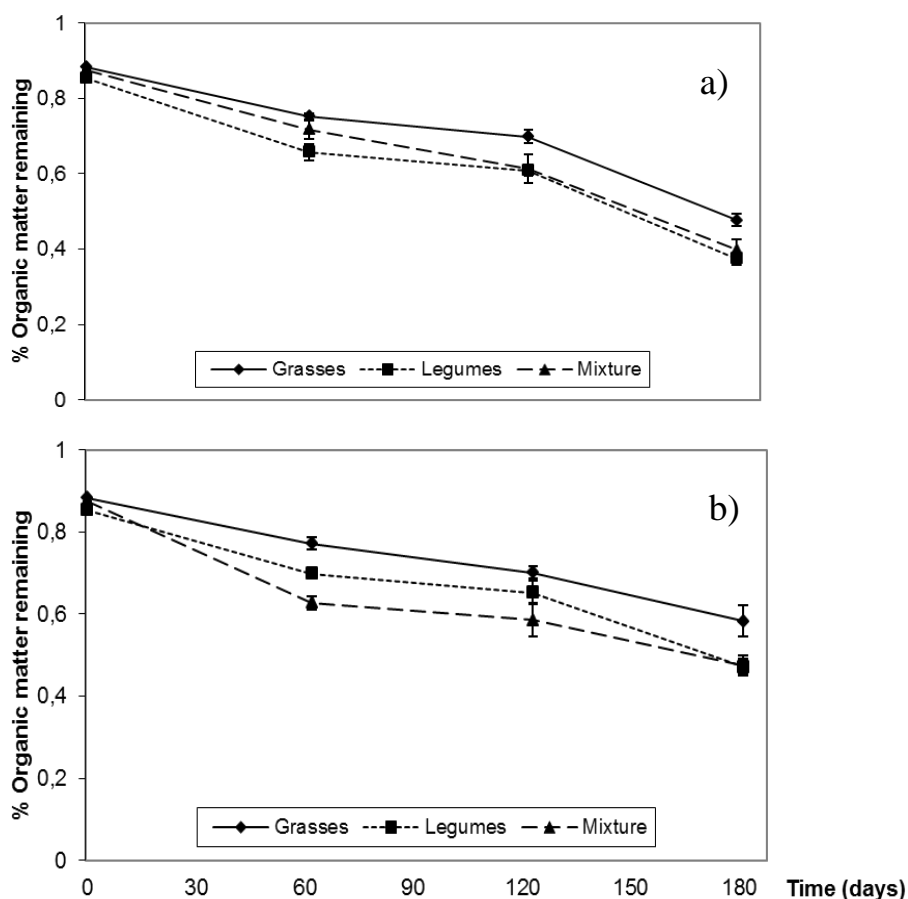 1
a)
0,8
0,6
0,4
0,2
0
% Organic matter remaining
Grasses Legumes Mixture
1
b)
0,8
0,6
0,4
0,2
0
% Organic matter remaining
Grasses Legumes Mixture
0 30 60 90 120 150 180 Time (days)